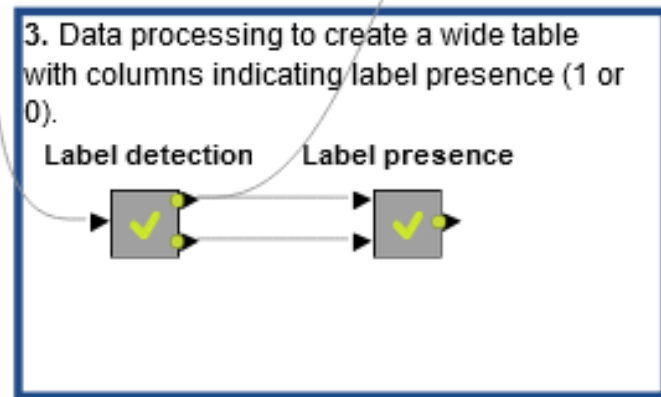 3. Data processing to create a wide table
with columns indicating label presence (1 or
0).
Label detection Label presence